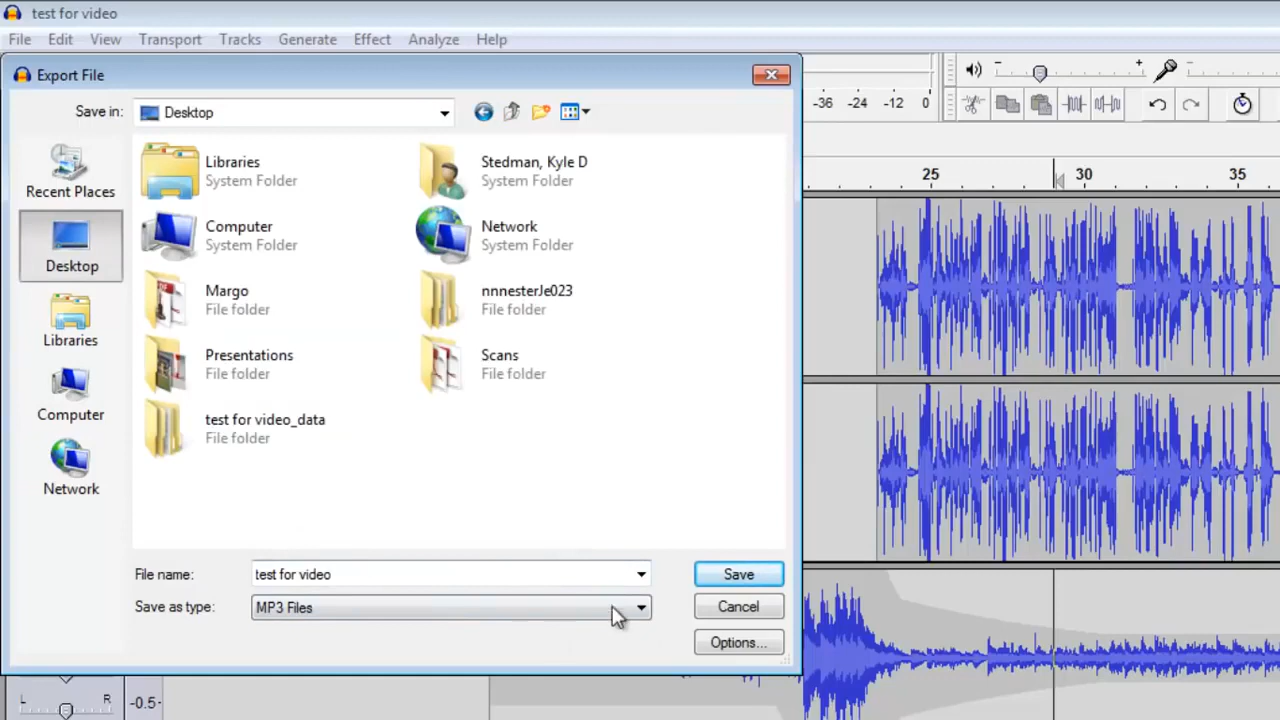 test for video
File Edit View Transport Tracks Generate Effect Analyze Help
Export File
Save in: Desktop
-36 -24 -12 0
Recent Places
Desktop
Libraries
Computer
Network
Libraries
System Folder
Stedman, Kyle D
System Folder
Computer
System Folder
Network
System Folder
Margo
File folder
nnnesterJe023
File folder
Presentations
File folder
Scans
File folder
test for video_data
File folder
25 30 35
File name: test for video Save
Save as type: MP3 Files Cancel
Options...
L R -0.5-